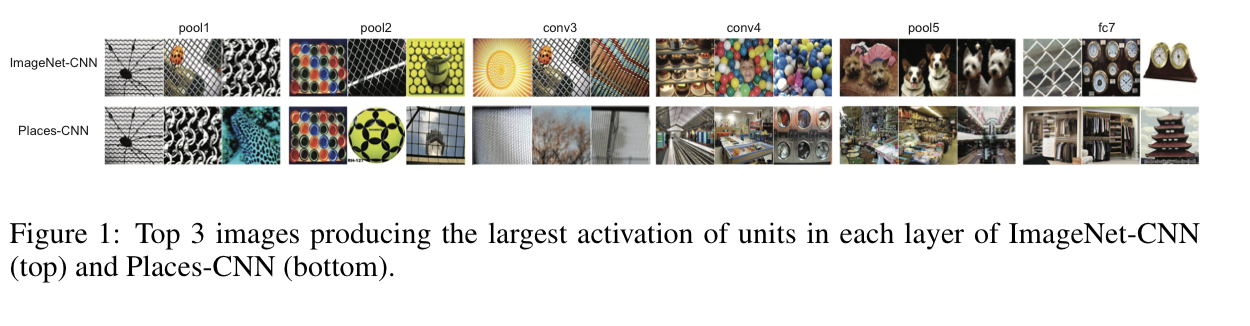 pool1 pool2 conv3 conv4 pool5 fc7
ImageNet-CNN
Places-CNN
Figure 1: Top 3 images producing the largest activation of units in each layer of ImageNet-CNN
(top) and Places-CNN (bottom).